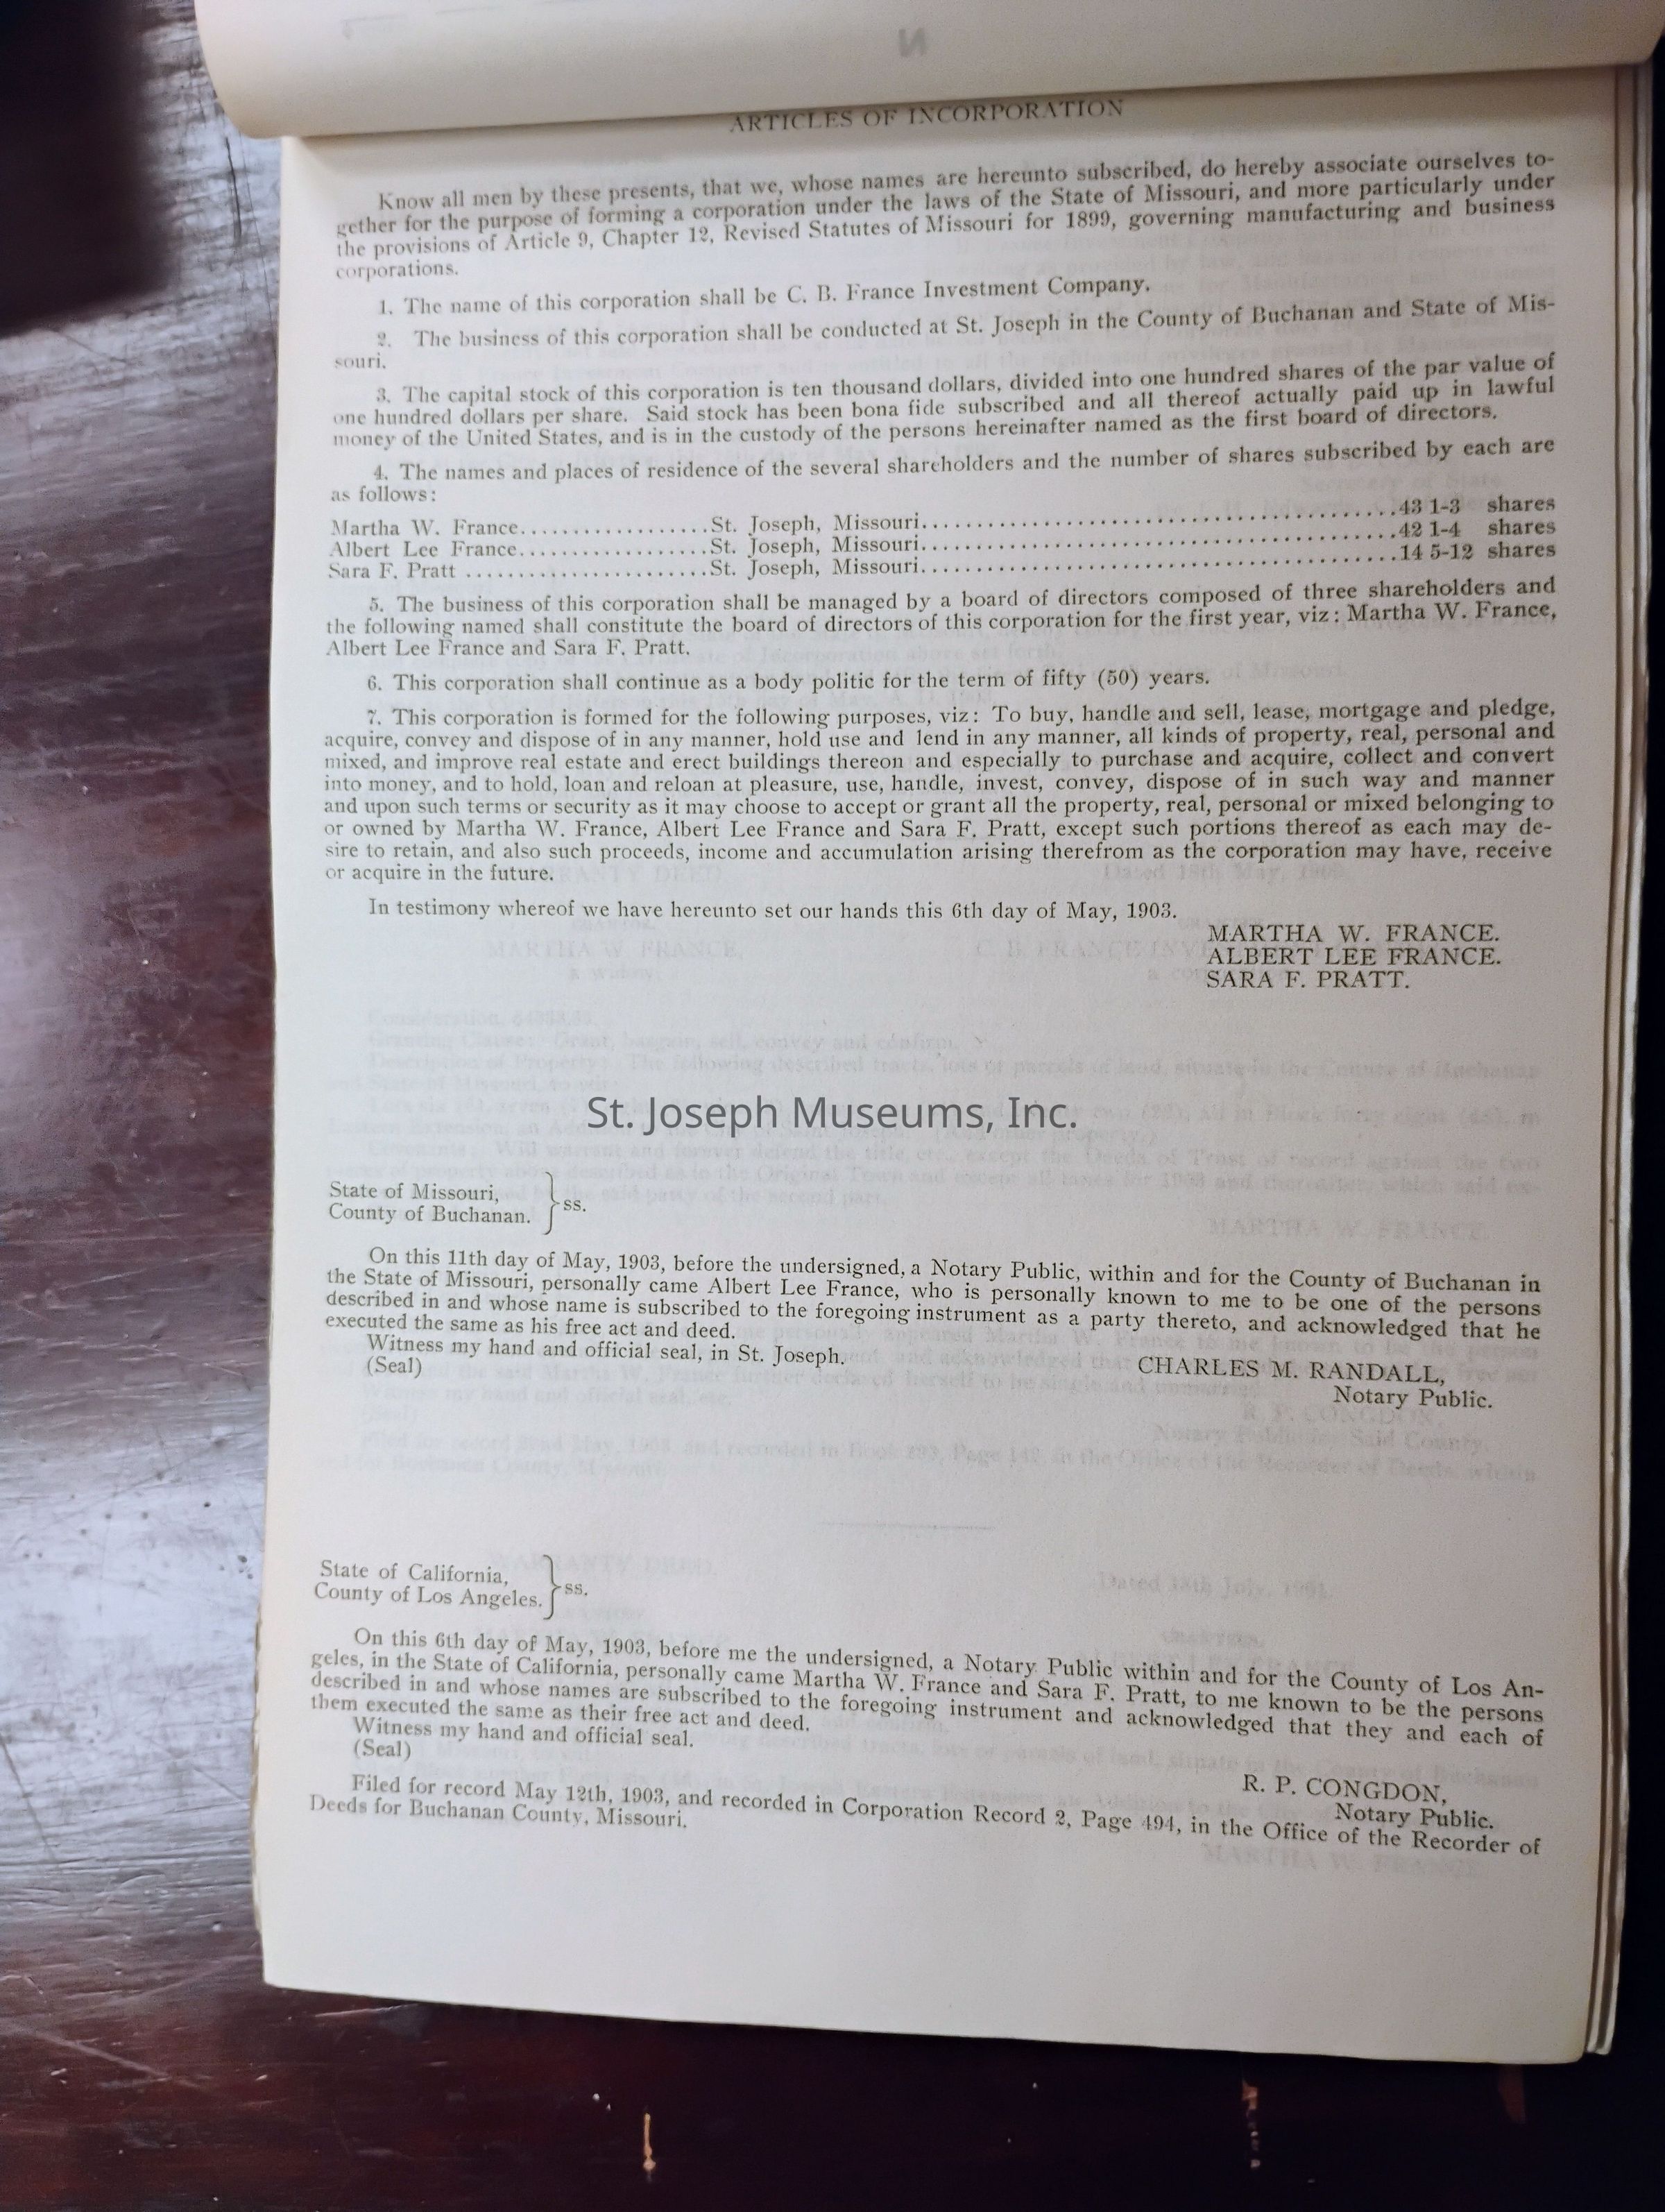 ARTICLES OF INCORPORATION
Know all men by these presents, that we, whose names are hereunto subscribed, do hereby associate ourselves to-
gether for the purpose of forming a corporation under the laws of the State of Missouri, and more particularly under
the provisions of Article 9, Chapter 12, Revised Statutes of Missouri for 1899, governing manufacturing and business
corporations.
1. The name of this corporation shall be C. B. France Investment Company.
2. The business of this corporation shall be conducted at St. Joseph in the County of Buchanan and State of Mis-
souri.
3. The capital stock of this corporation is ten thousand dollars, divided into one hundred shares of the par value of
one hundred dollars per share. Said stock has been bona fide subscribed and all thereof actually paid up in lawful
money of the United States, and is in the custody of the persons hereinafter named as the first board of directors.
4. The names and places of residence of the several shareholders and the number of shares subscribed by each are
as follows:
Martha W. France..................St. Joseph, Missouri..............................................43 1-3 shares
Albert Lee France..................St. Joseph, Missouri..............................................42 1-4 shares
Sara F. Pratt .......................St. Joseph, Missouri..............................................14 5-12 shares
5. The business of this corporation shall be managed by a board of directors composed of three shareholders and
the following named shall constitute the board of directors of this corporation for the first year, viz: Martha W. France,
Albert Lee France and Sara F. Pratt.
6. This corporation shall continue as a body politic for the term of fifty (50) years.
7. This corporation is formed for the following purposes, viz: To buy, handle and sell, lease, mortgage and pledge,
acquire, convey and dispose of in any manner, hold use and lend in any manner, all kinds of property, real, personal and
mixed, and improve real estate and erect buildings thereon and especially to purchase and acquire, collect and convert
into money, and to hold, loan and reloan at pleasure, use, handle, invest, convey, dispose of in such way and manner
and upon such terms or security as it may choose to accept or grant all the property, real, personal or mixed belonging to
or owned by Martha W. France, Albert Lee France and Sara F. Pratt, except such portions thereof as each may de-
sire to retain, and also such proceeds, income and accumulation arising therefrom as the corporation may have, receive
or acquire in the future.
In testimony whereof we have hereunto set our hands this 6th day of May, 1903.
MARTHA W. FRANCE.
ALBERT LEE FRANCE.
SARA F. PRATT.
St. Joseph Museums, Inc.
State of Missouri,
County of Buchanan. } ss.
On this 11th day of May, 1903, before the undersigned, a Notary Public, within and for the County of Buchanan in
the State of Missouri, personally came Albert Lee France, who is personally known to me to be one of the persons
described in and whose name is subscribed to the foregoing instrument as a party thereto, and acknowledged that he
executed the same as his free act and deed.
Witness my hand and official seal, in St. Joseph.
(Seal)
CHARLES M. RANDALL,
Notary Public.
State of California,
County of Los Angeles. } ss.
On this 6th day of May, 1903, before me the undersigned, a Notary Public within and for the County of Los An-
geles, in the State of California, personally came Martha W. France and Sara F. Pratt, to me known to be the persons
described in and whose names are subscribed to the foregoing instrument and acknowledged that they and each of
them executed the same as their free act and deed.
Witness my hand and official seal.
(Seal)
R. P. CONGDON,
Notary Public.
Filed for record May 12th, 1903, and recorded in Corporation Record 2, Page 494, in the Office of the Recorder of
Deeds for Buchanan County, Missouri.